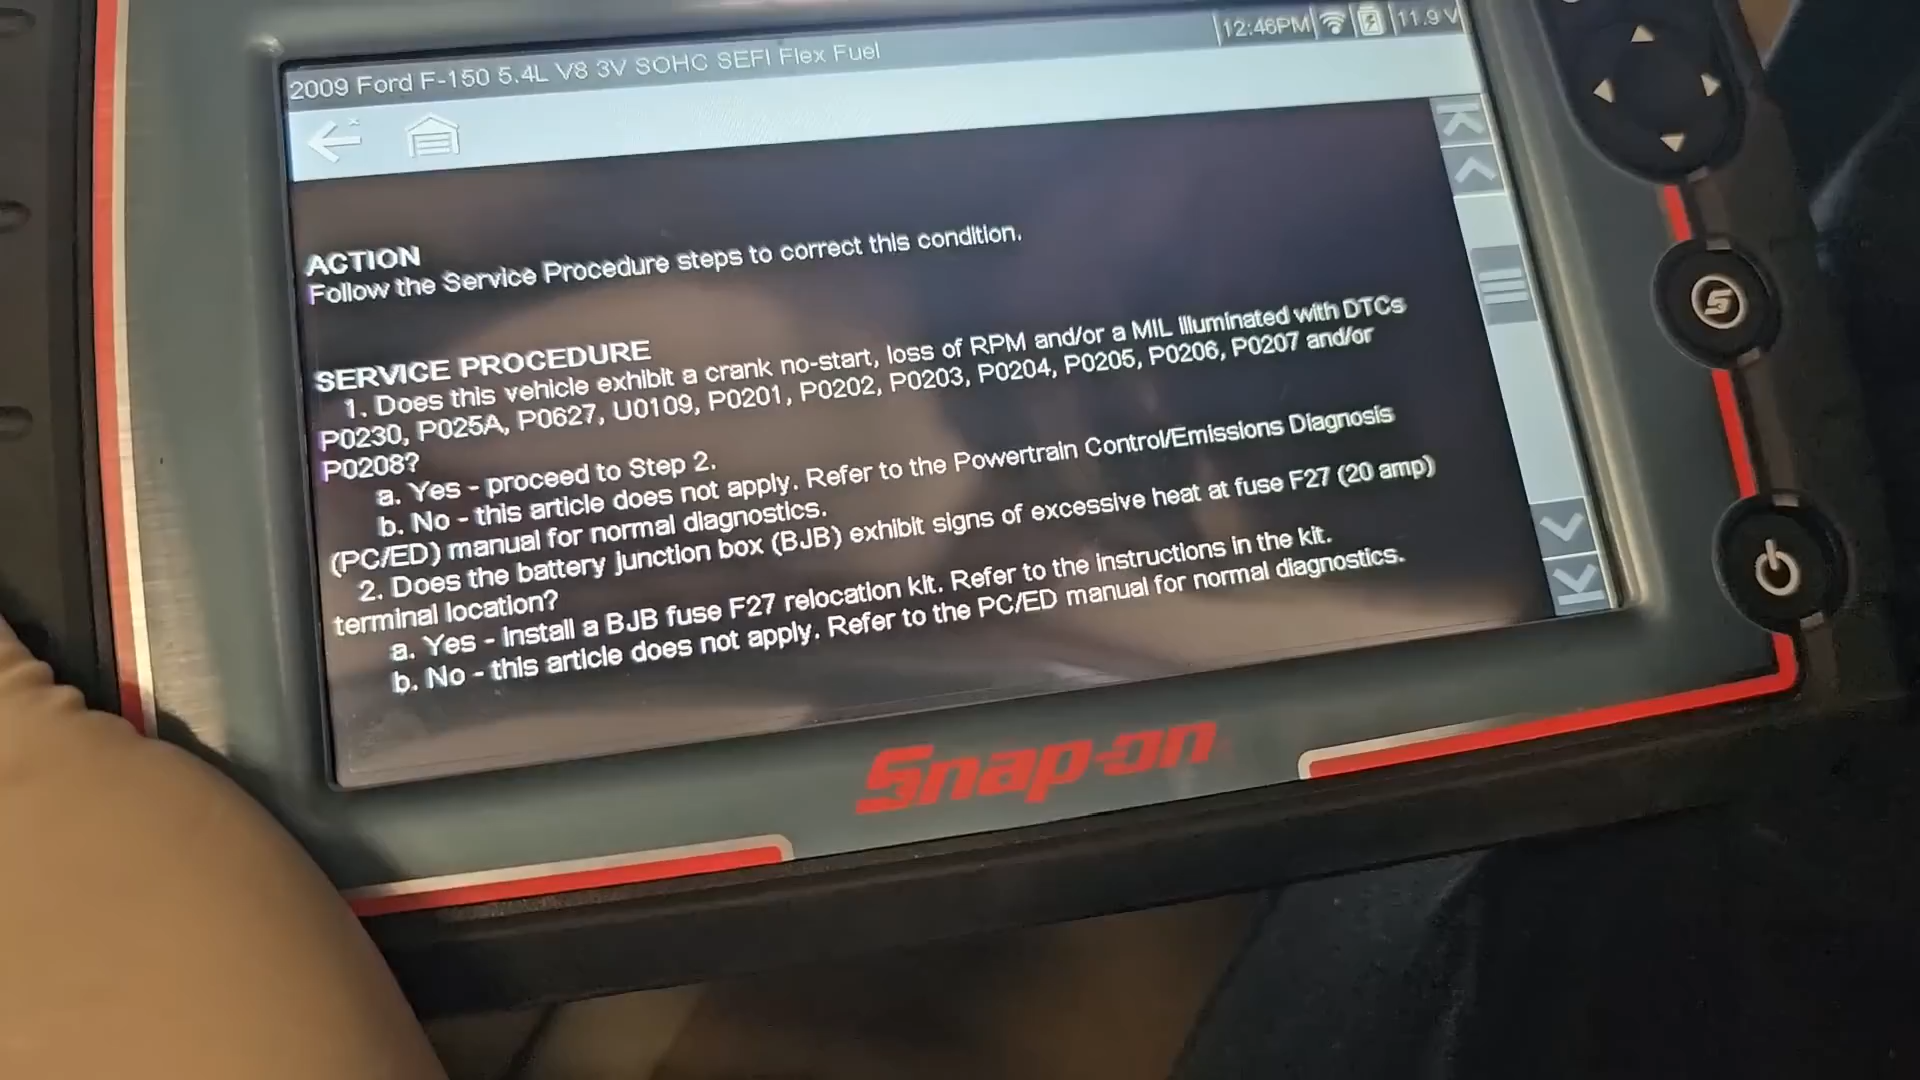 12:46PM 11.9 V
2009 Ford F-150 5.4L V8 3V SOHC SEFI Flex Fuel
ACTION
Follow the Service Procedure steps to correct this condition.
SERVICE PROCEDURE
1. Does this vehicle exhibit a crank no-start, loss of RPM and/or a MIL illuminated with DTCs
P0230, P025A, P0627, U0109, P0201, P0202, P0203, P0204, P0205, P0206, P0207 and/or
P0208?
a. Yes - proceed to Step 2.
b. No - this article does not apply. Refer to the Powertrain Control/Emissions Diagnosis
(PC/ED) manual for normal diagnostics.
2. Does the battery junction box (BJB) exhibit signs of excessive heat at fuse F27 (20 amp)
terminal location?
a. Yes - Install a BJB fuse F27 relocation kit. Refer to the instructions in the kit.
b. No - this article does not apply. Refer to the PC/ED manual for normal diagnostics.
Snap-on
S